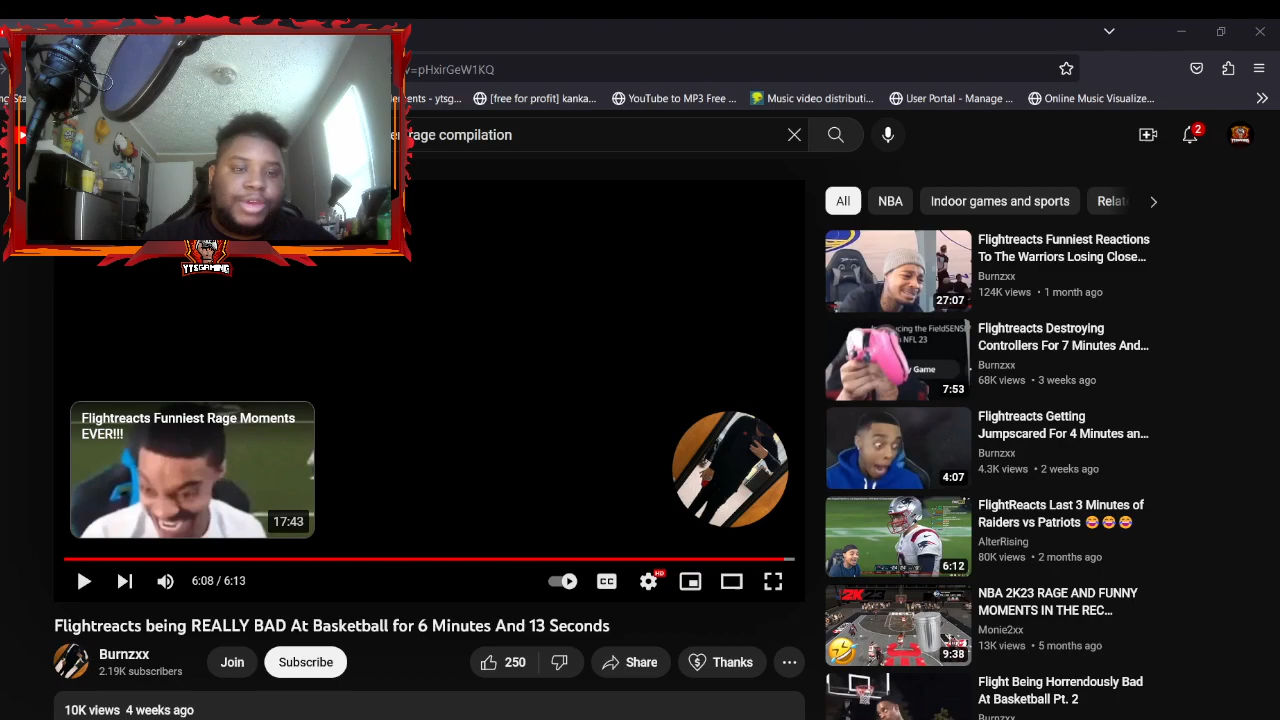 v=pHxirGeW1KQ
[free for profit] kanka...
YouTube to MP3 Free ...
Music video distributi...
User Portal - Manage ...
Online Music Visualize...
rage compilation
2
YTSGAMING
All
NBA
Indoor games and sports
Relat
Flightreacts Funniest Reactions
To The Warriors Losing Close...
Burnzxx
124K views • 1 month ago
27:07
Flightreacts Destroying
Controllers For 7 Minutes And...
Burnzxx
68K views • 3 weeks ago
7:53
Flightreacts Getting
Jumpscared For 4 Minutes an...
Burnzxx
4.3K views • 2 weeks ago
4:07
FlightReacts Last 3 Minutes of
Raiders vs Patriots 😂😂😂
AlterRising
80K views • 2 months ago
6:12
NBA 2K23 RAGE AND FUNNY
MOMENTS IN THE REC...
Monie2xx
13K views • 5 months ago
9:38
Flight Being Horrendously Bad
At Basketball Pt. 2
Flightreacts Funniest Rage Moments
EVER!!!
17:43
6:08 / 6:13
CC
HD
Flightreacts being REALLY BAD At Basketball for 6 Minutes And 13 Seconds
Burnzxx
2.19K subscribers
Join
Subscribe
250
Share
Thanks
10K views 4 weeks ago